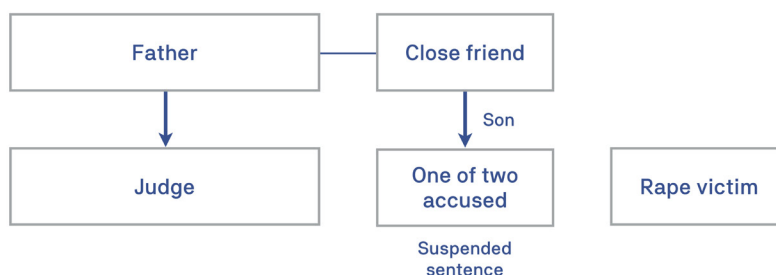 Father
Close friend
Son
Judge
One of two
accused
Rape victim
Suspended
sentence